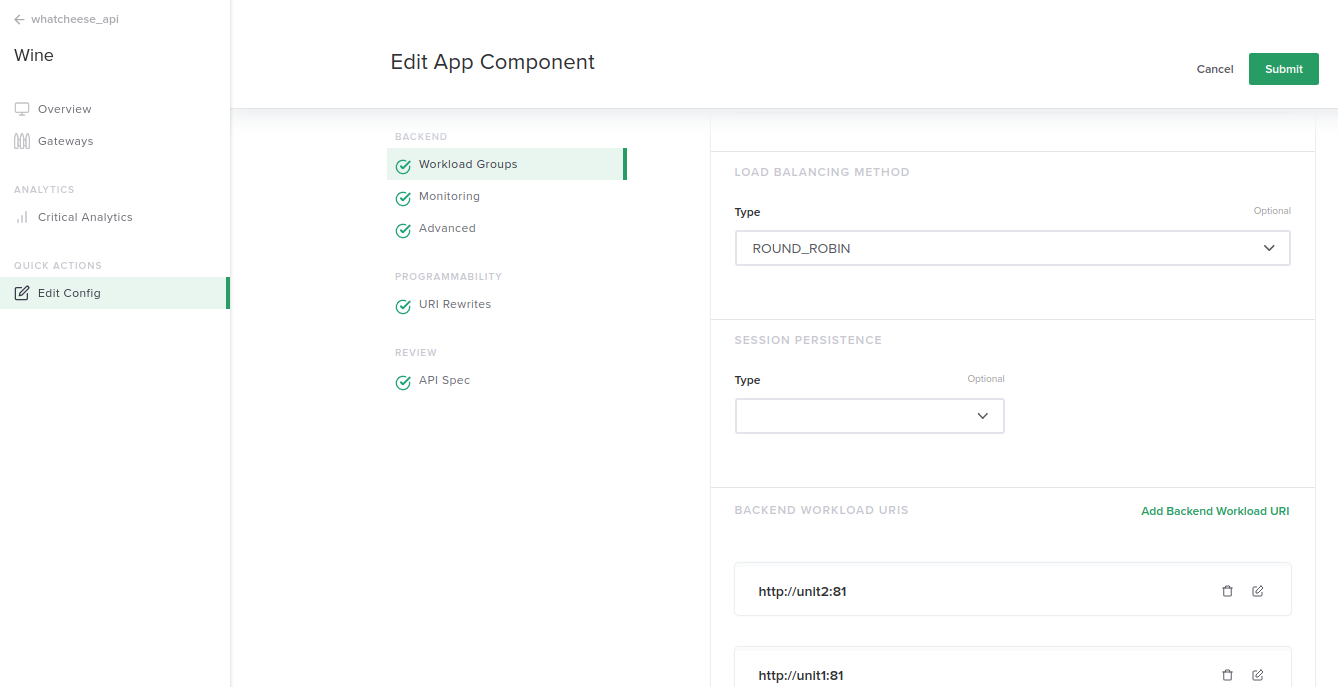 whatcheese_api
Wine
Overview
Gateways
ANALYTICS
Critical Analytics
QUICK ACTIONS
Edit Config
Edit App Component
Cancel
Submit
BACKEND
Workload Groups
Monitoring
Advanced
PROGRAMMABILITY
URI Rewrites
REVIEW
API Spec
LOAD BALANCING METHOD
Type
Optional
ROUND_ROBIN
SESSION PERSISTENCE
Type
Optional
BACKEND WORKLOAD URIS
Add Backend Workload URI
http://unit2:81
http://unit1:81